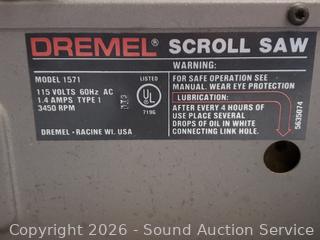 DREMEL® SCROLL SAW
MODEL 1571
115 VOLTS 60Hz AC
1.4 AMPS TYPE 1
3450 RPM
DREMEL - RACINE WI. USA
LISTED
UL
®
7196
WARNING:
FOR SAFE OPERATION SEE
MANUAL. WEAR EYE PROTECTION
LUBRICATION:
AFTER EVERY 4 HOURS OF
USE PLACE SEVERAL
DROPS OF OIL IN WHITE
CONNECTING LINK HOLE.
5635074
Copyright 2026 - Sound Auction Service